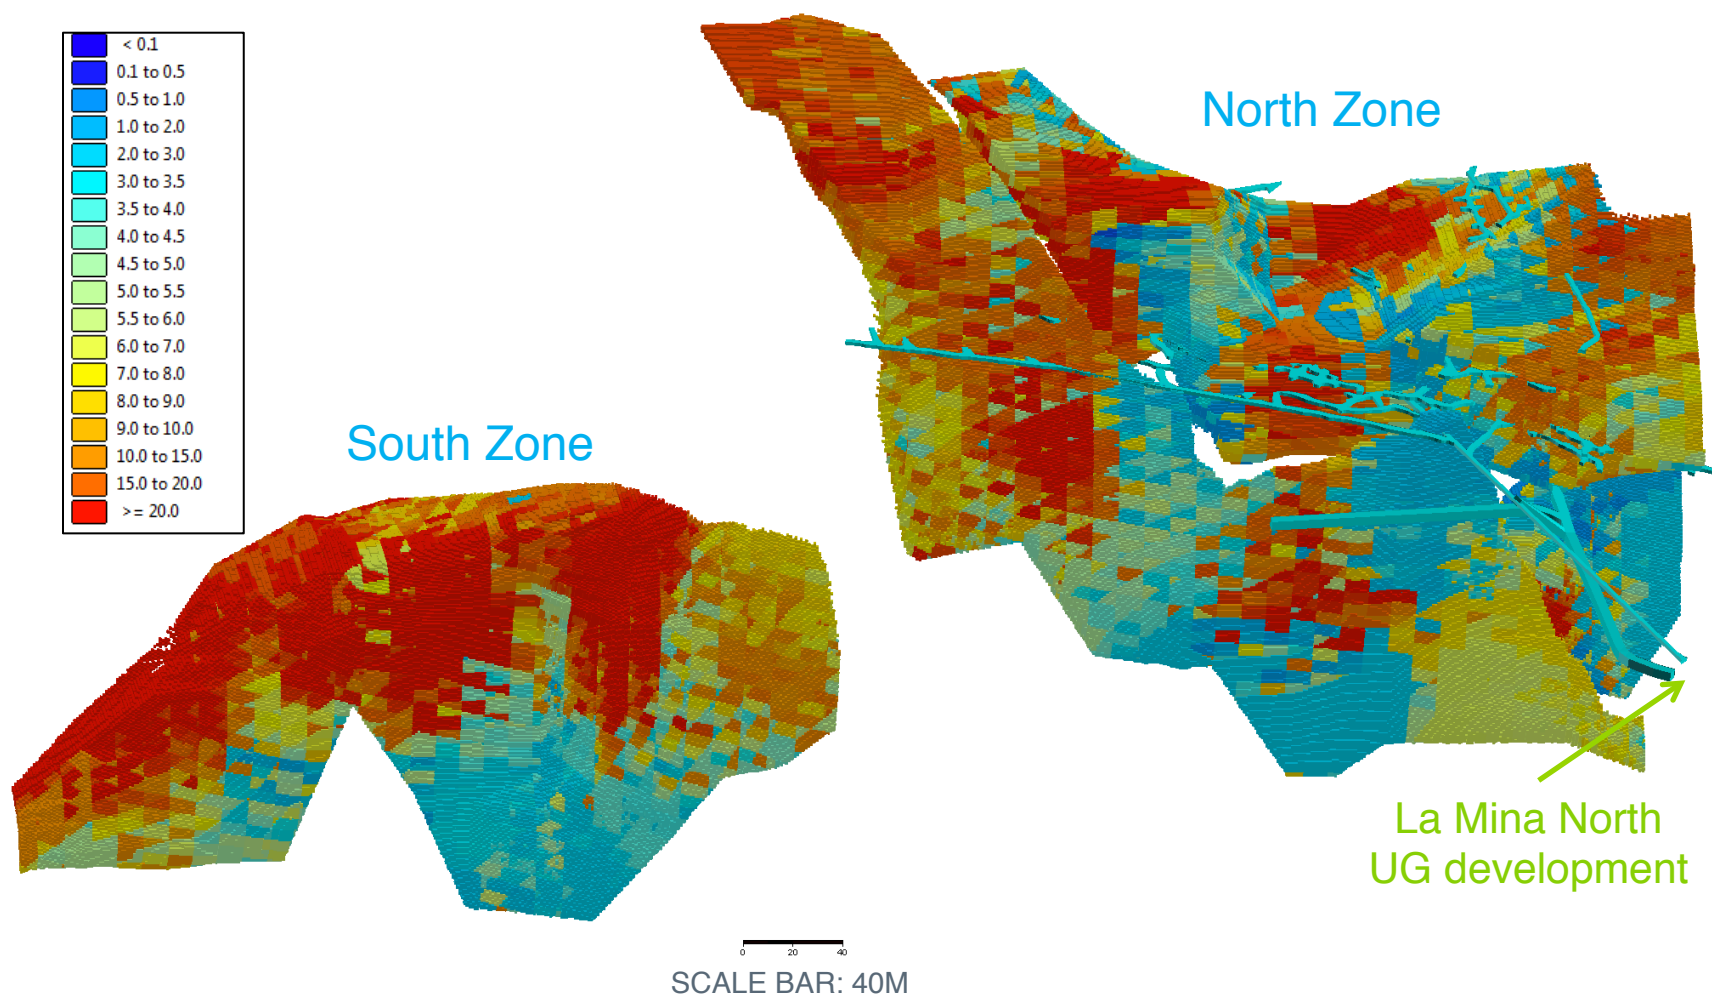 < 0.1
0.1 to 0.5
0.5 to 1.0
1.0 to 2.0
2.0 to 3.0
3.0 to 3.5
3.5 to 4.0
4.0 to 4.5
4.5 to 5.0
5.0 to 5.5
5.5 to 6.0
6.0 to 7.0
7.0 to 8.0
8.0 to 9.0
9.0 to 10.0
10.0 to 15.0
15.0 to 20.0
>= 20.0
North Zone
South Zone
La Mina North
UG development
0 20 40
SCALE BAR: 40M